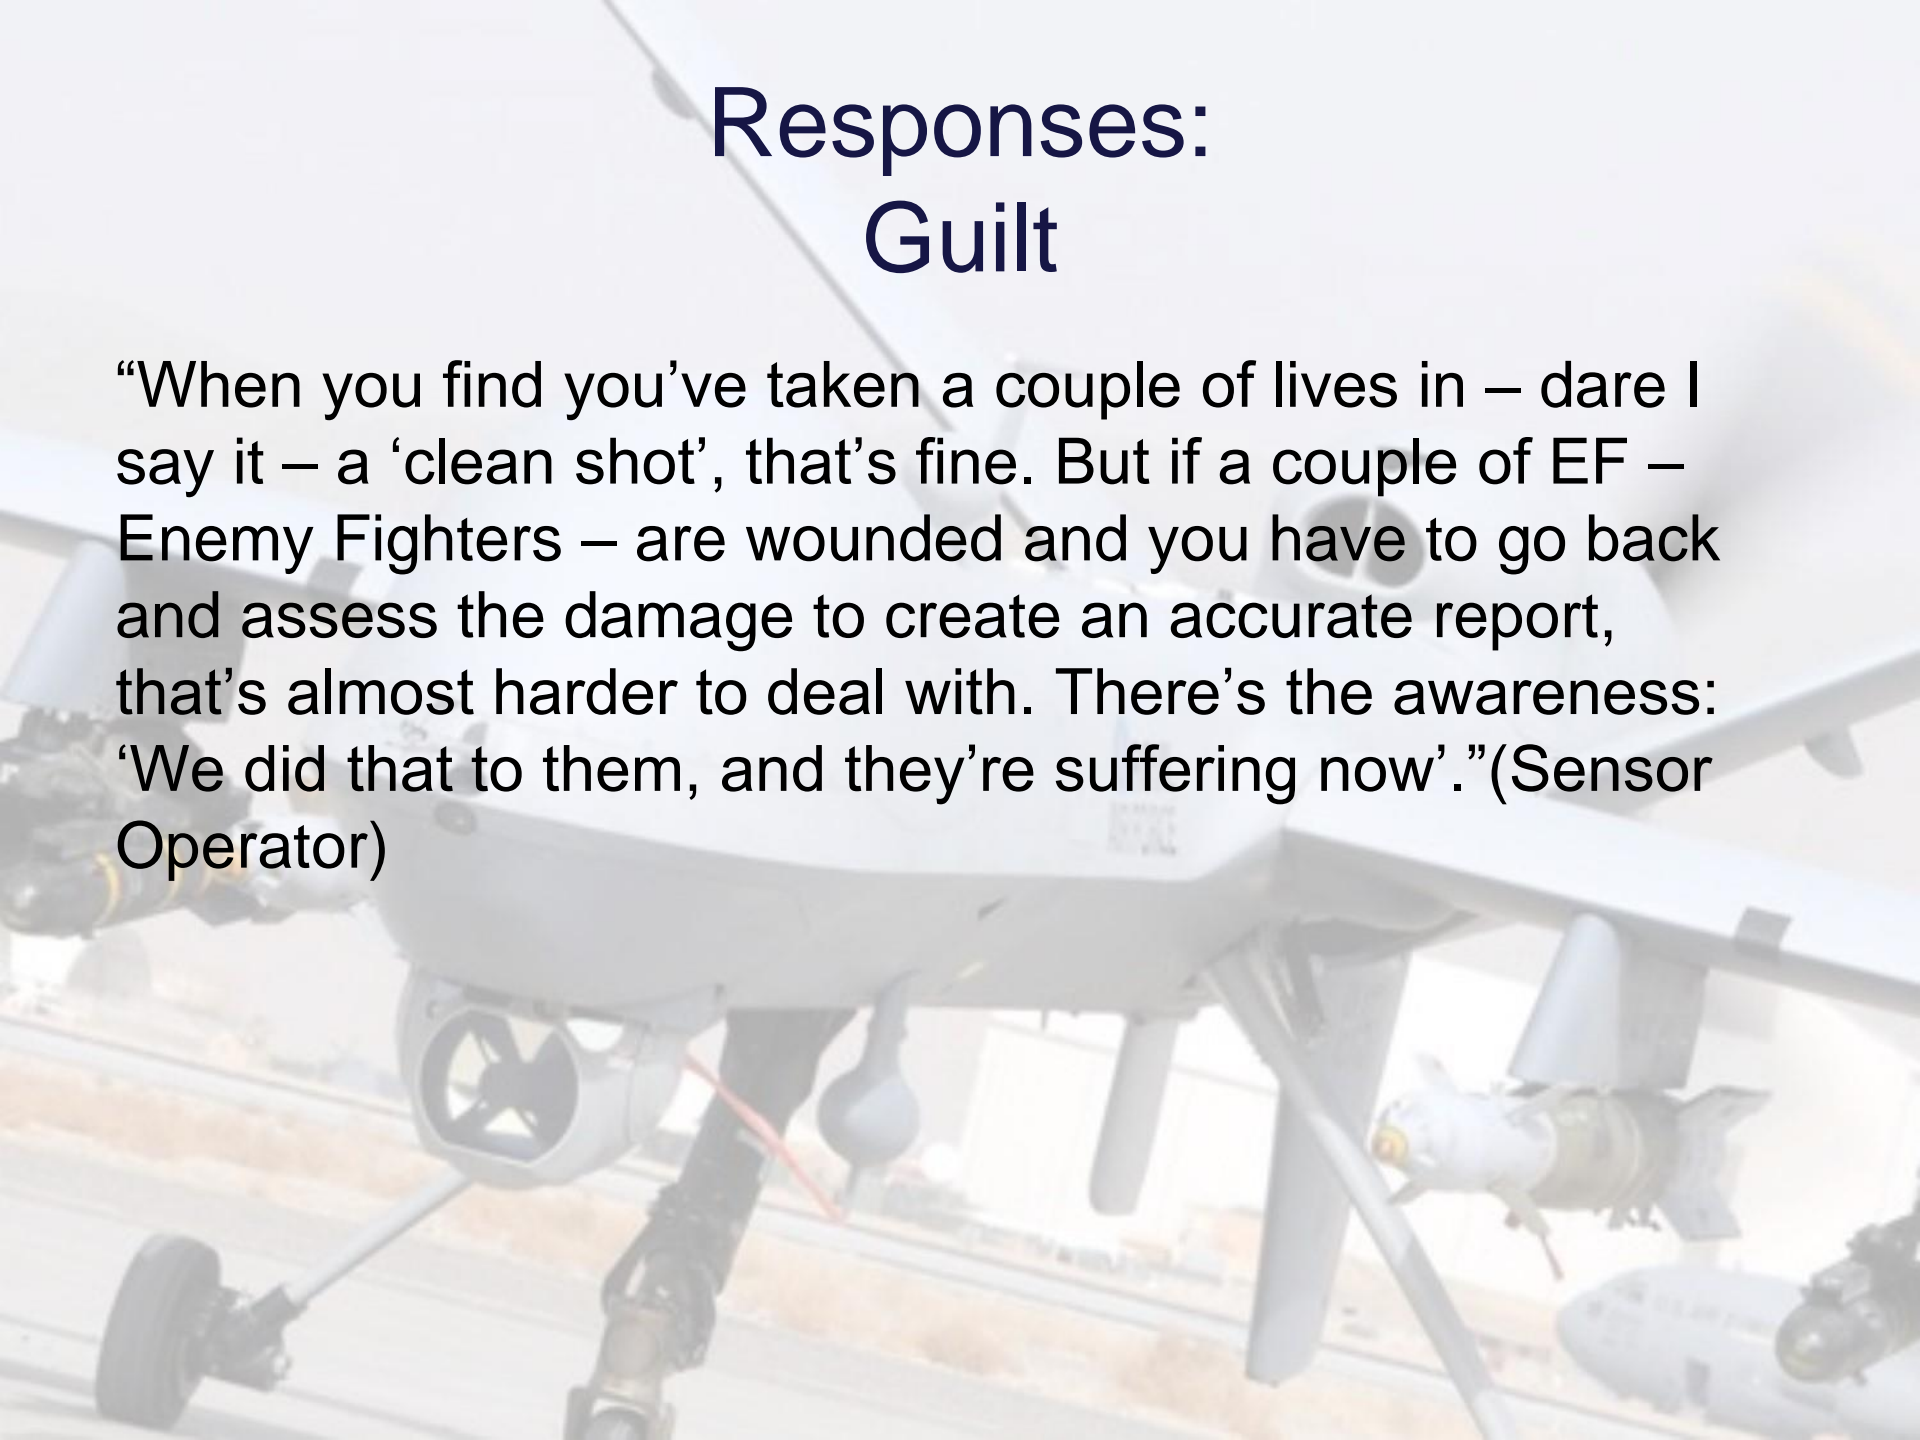 Responses:
Guilt
“When you find you’ve taken a couple of lives in – dare I
say it – a ‘clean shot’, that’s fine. But if a couple of EF –
Enemy Fighters – are wounded and you have to go back
and assess the damage to create an accurate report,
that’s almost harder to deal with. There’s the awareness:
‘We did that to them, and they’re suffering now’.”(Sensor
Operator)